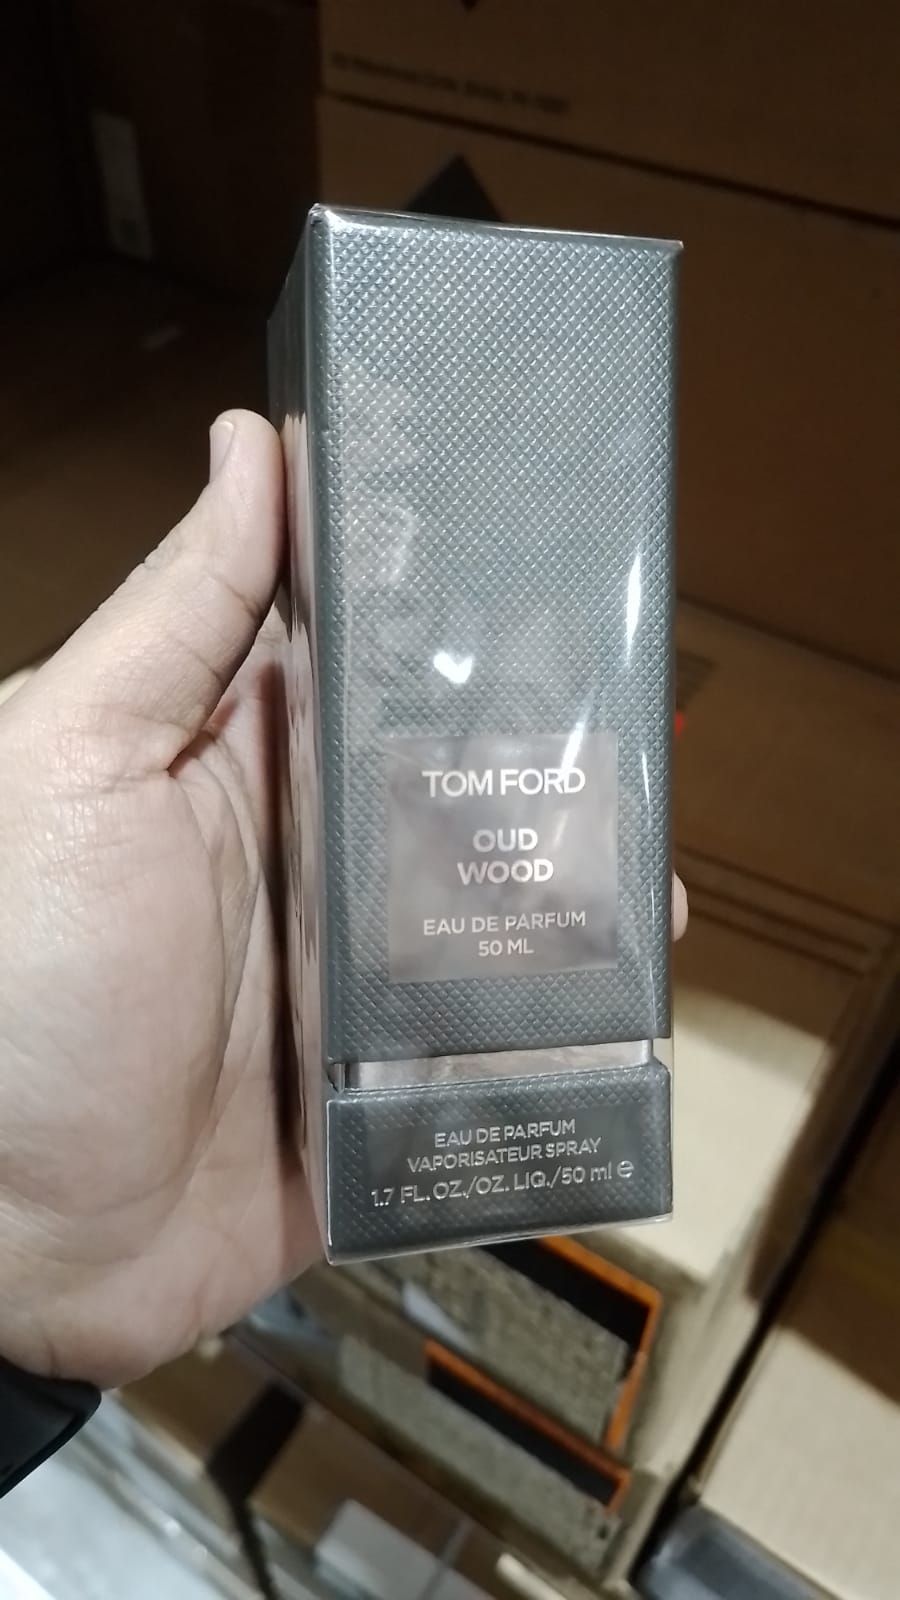 TOM FORD
OUD
WOOD
EAU DE PARFUM
50 ML
EAU DE PARFUM
VAPORISATEUR SPRAY
1.7 FL. OZ./OZ. LIQ./50 ml ℮